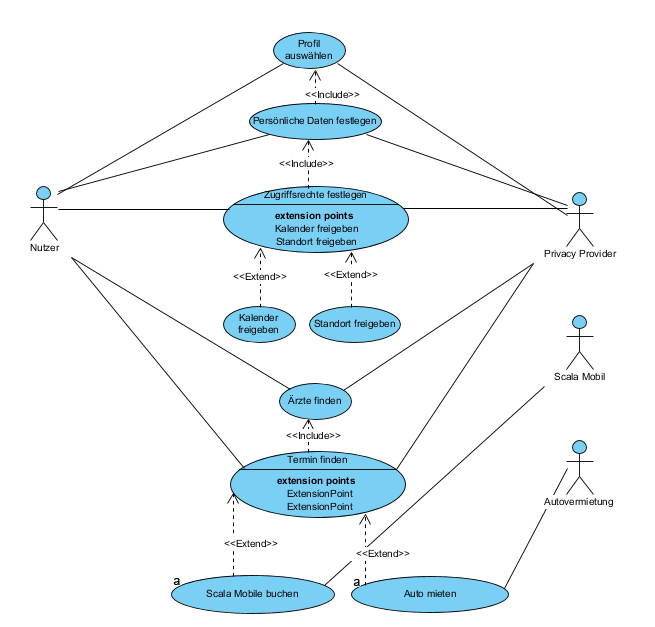 Profil
auswählen
<<Include>>
Persönliche Daten festlegen
<<Include>>
Zugriffsrechte festlegen
extension points
Kalender freigeben
Standort freigeben
Nutzer
Privacy Provider
<<Extend>>
<<Extend>>
Kalender
freigeben
Standort freigeben
Scala Mobil
Ärzte finden
<<Include>>
Termin finden
extension points
ExtensionPoint
ExtensionPoint
Autovermietung
<<Extend>>
<<Extend>>
a
Scala Mobile buchen
a
Auto mieten